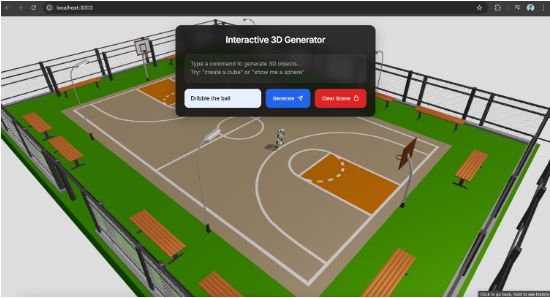 localhost:3003
Interactive 3D Generator
Type a command to generate 3D objects...
Try: "create a cube" or "show me a sphere"
Dribble the ball
Generate
Clear Scene
Click to go back, hold to see history